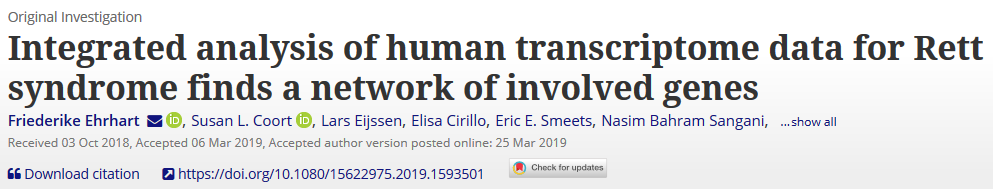 Original Investigation
Integrated analysis of human transcriptome data for Rett
syndrome finds a network of involved genes
Friederike Ehrhart, Susan L. Coort, Lars Eijssen, Elisa Cirillo, Eric E. Smeets, Nasim Bahram Sangani, ...show all
Received 03 Oct 2018, Accepted 06 Mar 2019, Accepted author version posted online: 25 Mar 2019
Download citation https://doi.org/10.1080/15622975.2019.1593501 Check for updates